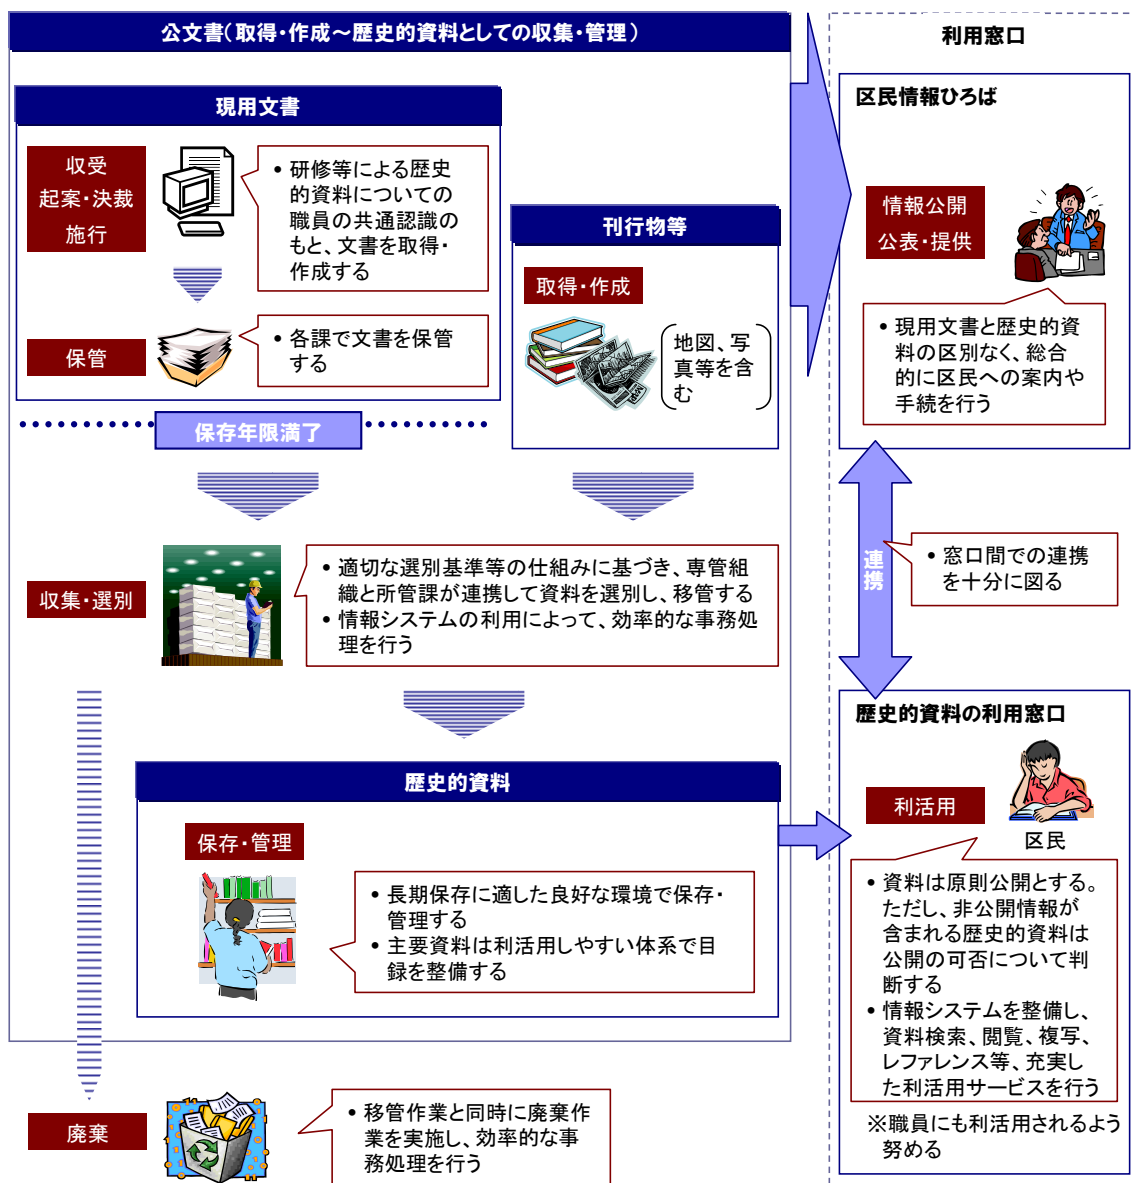 公文書（取得・作成～歴史的資料としての収集・管理）
現用文書
収受
起案・決裁
施行
• 研修等による歴史
的資料についての
職員の共通認識の
もと、文書を取得・
作成する
保管
• 各課で文書を保管
する
刊行物等
取得・作成
地図、写
真等を含
む
保存年限満了
収集・選別
• 適切な選別基準等の仕組みに基づき、専管組
織と所管課が連携して資料を選別し、移管する
• 情報システムの利用によって、効率的な事務処
理を行う
歴史的資料
保存・管理
• 長期保存に適した良好な環境で保存・
管理する
• 主要資料は利活用しやすい体系で目
録を整備する
廃棄
• 移管作業と同時に廃棄作
業を実施し、効率的な事
務処理を行う
利用窓口
区民情報ひろば
情報公開
公表・提供
• 現用文書と歴史的資
料の区別なく、総合
的に区民への案内や
手続を行う
連携
• 窓口間での連携
を十分に図る
歴史的資料の利用窓口
利活用
区民
• 資料は原則公開とする。
ただし、非公開情報が
含まれる歴史的資料は
公開の可否について判
断する
• 情報システムを整備し、
資料検索、閲覧、複写、
レファレンス等、充実し
た利活用サービスを行う
※職員にも利活用されるよう
努める